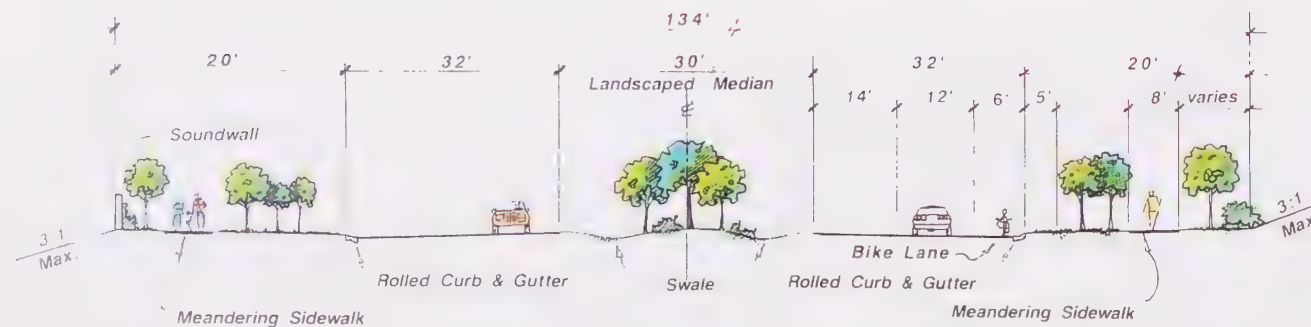 134'
20' 32' 30' 32' 20'
Landscaped Median
14' 12' 6' 5' 8' varies
Soundwall
3:1
Max.
3:1
Max
Bike Lane
Rolled Curb & Gutter Swale Rolled Curb & Gutter
Meandering Sidewalk
Meandering Sidewalk